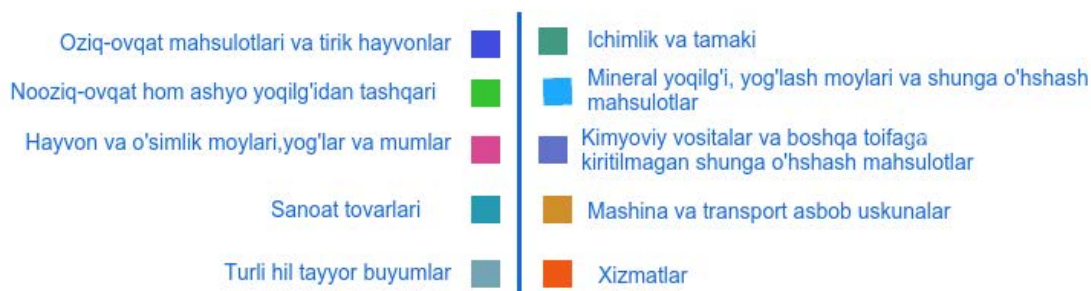 Oziq-ovqat mahsulotlari va tirik hayvonlar
Nooziq-ovqat hom ashyo yoqilg'idan tashqari
Hayvon va o'simlik moylari,yog'lar va mumlar
Sanoat tovarlari
Turli hil tayyor buyumlar
Ichimlik va tamaki
Mineral yoqilg'i, yog'lash moylari va shunga o'hshash
mahsulotlar
Kimyoviy vositalar va boshqa toifaga
kiritilmagan shunga o'hshash mahsulotlar
Mashina va transport asbob uskunalar
Xizmatlar